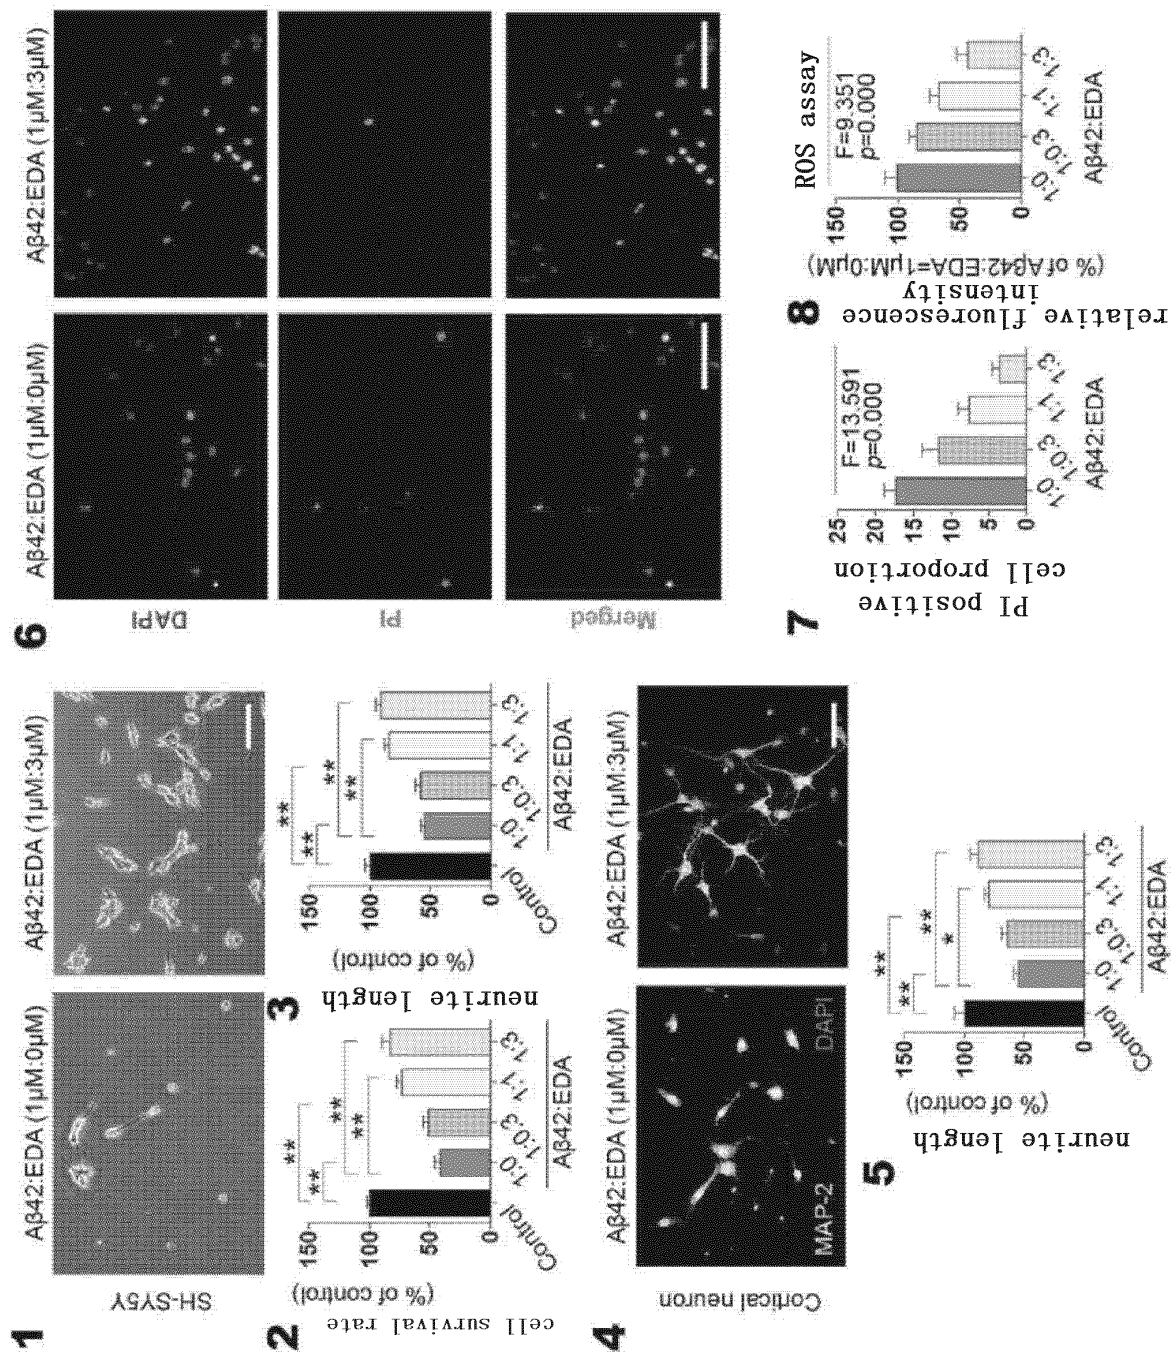 1
Aβ42:EDA (1μM:0μM)
Aβ42:EDA (1μM:3μM)
SH-SY5Y
2
cell survival rate
(% of control)
150
100
50
0
**
**
**
**
Control
1:0
1:0.3
1:1
1:3
Aβ42:EDA
3
neurite length
(% of control)
150
100
50
0
**
**
**
**
Control
1:0
1:0.3
1:1
1:3
Aβ42:EDA
4
Aβ42:EDA (1μM:0μM)
Aβ42:EDA (1μM:3μM)
Cortical neuron
MAP-2
DAPI
5
neurite length
(% of control)
150
100
50
0
**
**
**
*
Control
1:0
1:0.3
1:1
1:3
Aβ42:EDA
6
Aβ42:EDA (1μM:0μM)
Aβ42:EDA (1μM:3μM)
DAPI
PI
Merged
7
PI positive
cell proportion
25
20
15
10
5
0
F=13.591
p=0.000
1:0
1:0.3
1:1
1:3
Aβ42:EDA
8
relative fluorescence
intensity
(% of Aβ42:EDA=1μM:0μM)
ROS assay
150
100
50
0
F=9.351
p=0.000
1:0
1:0.3
1:1
1:3
Aβ42:EDA